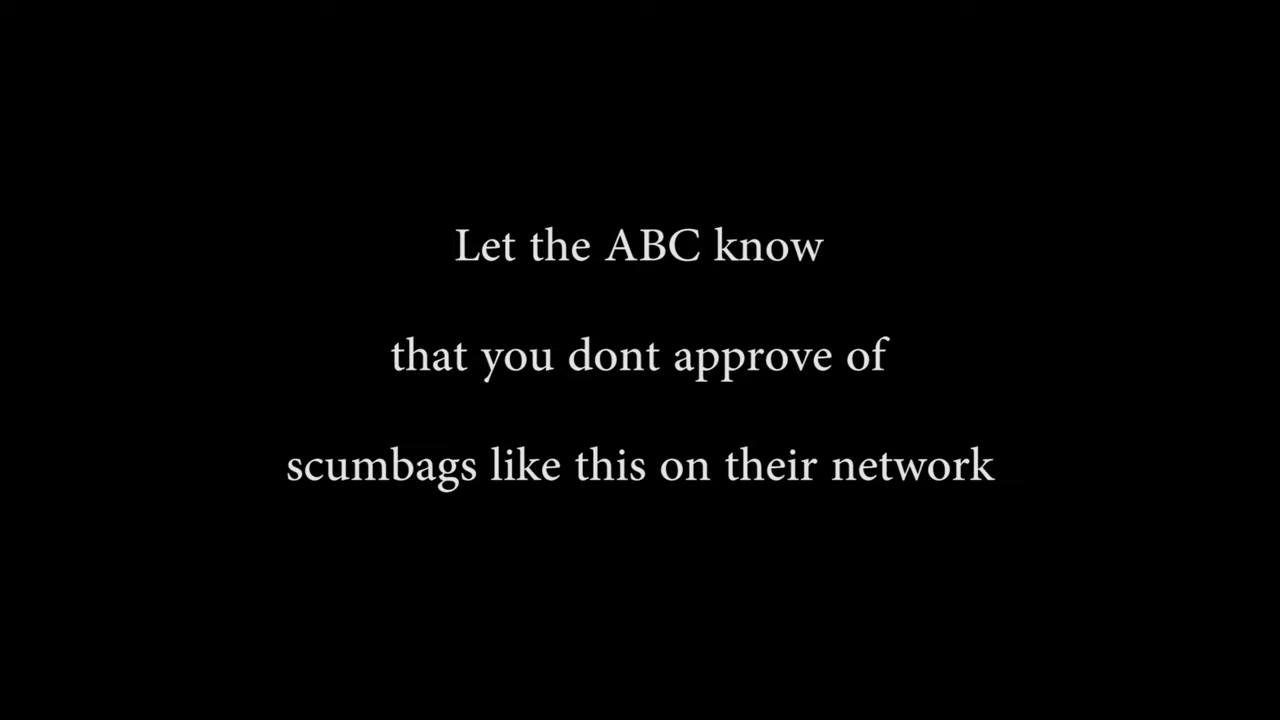 Let the ABC know
that you dont approve of
scumbags like this on their network